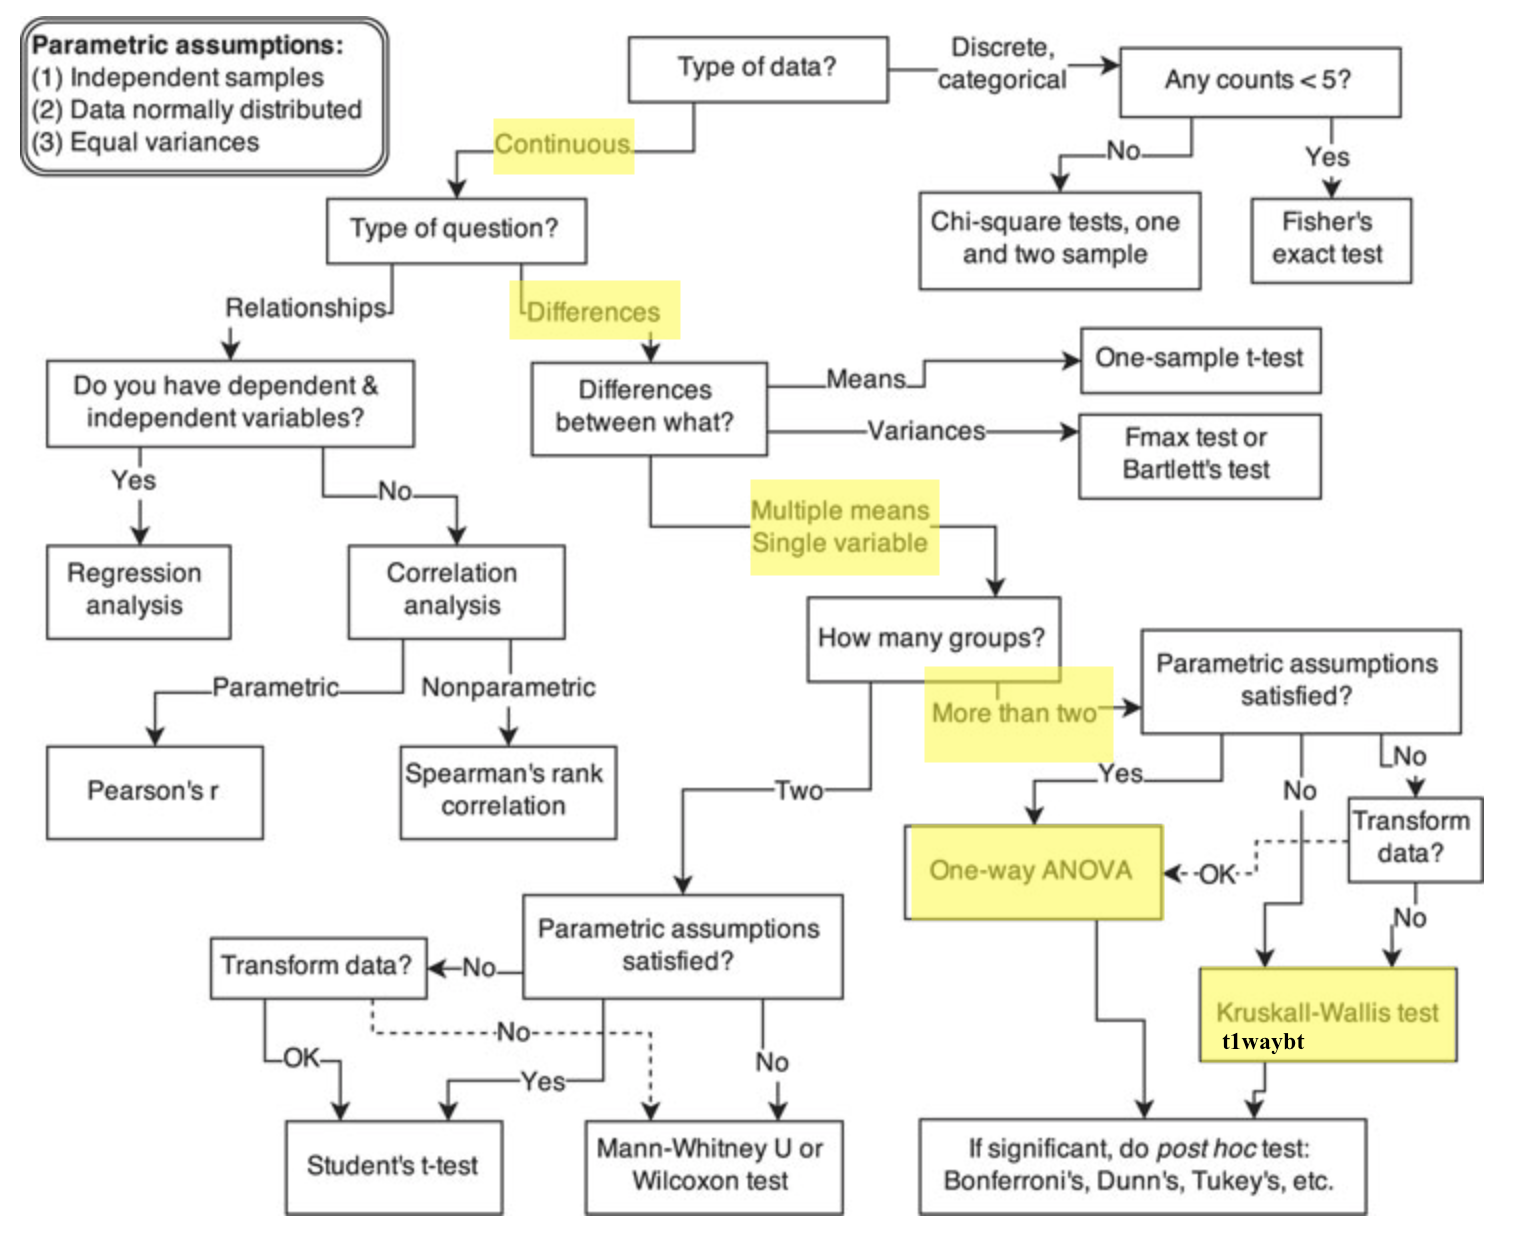 Parametric assumptions:
(1) Independent samples
(2) Data normally distributed
(3) Equal variances
Type of data?
Discrete,
categorical
Any counts < 5?
Continuous
No
Yes
Type of question?
Chi-square tests, one
and two sample
Fisher's
exact test
Relationships
Differences
Do you have dependent &
independent variables?
Differences
between what?
Means
One-sample t-test
Variances
Fmax test or
Bartlett's test
Yes
No
Multiple means
Single variable
Regression
analysis
Correlation
analysis
How many groups?
Parametric assumptions
satisfied?
Parametric
Nonparametric
More than two
Pearson's r
Spearman's rank
correlation
Two
Yes
No
No
Transform
data?
One-way ANOVA
OK
No
Parametric assumptions
satisfied?
Transform data?
No
Kruskall-Wallis test
t1waybt
No
OK
Yes
No
Student's t-test
Mann-Whitney U or
Wilcoxon test
If significant, do post hoc test:
Bonferroni's, Dunn's, Tukey's, etc.